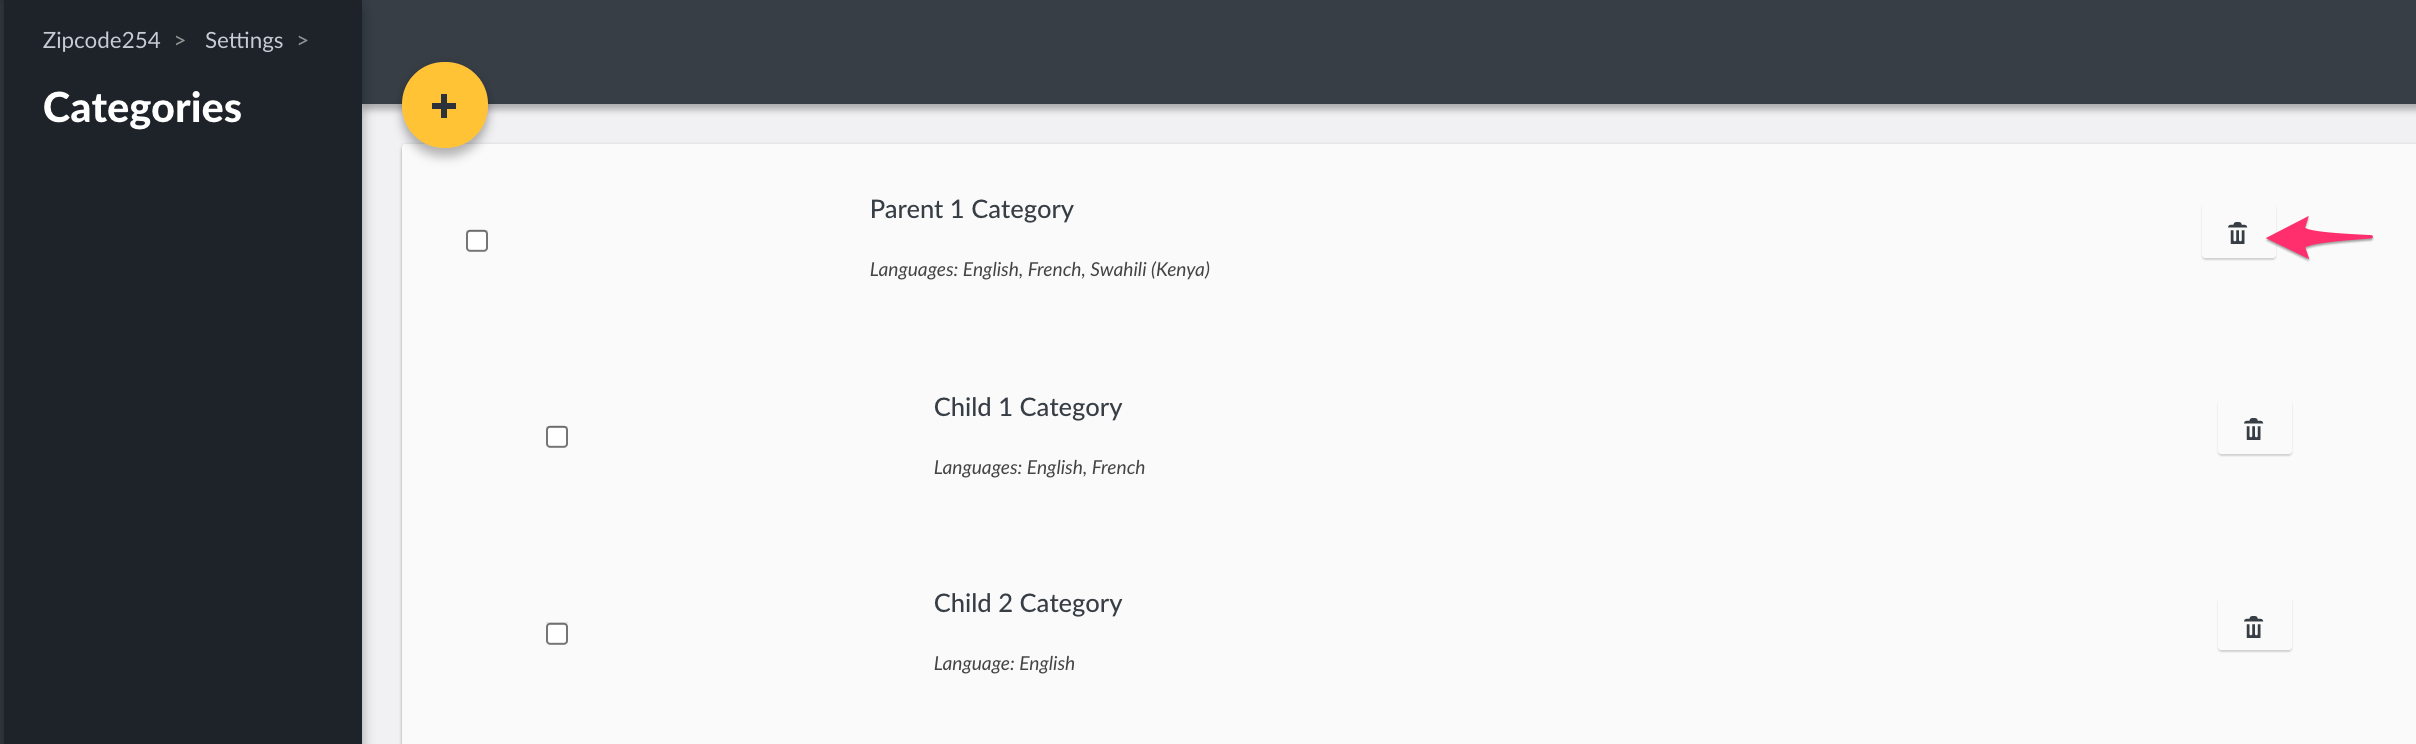 Zipcode254 > Settings >
Categories
+
Parent 1 Category
Languages: English, French, Swahili (Kenya)
Child 1 Category
Languages: English, French
Child 2 Category
Language: English